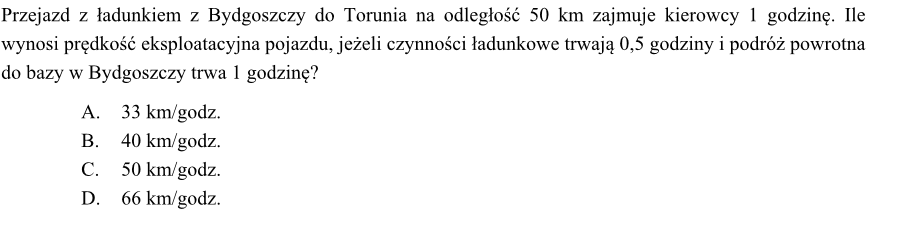 Przejazd z ładunkiem z Bydgoszczy do Torunia na odległość 50 km zajmuje kierowcy 1 godzinę. Ile
wynosi prędkość eksploatacyjna pojazdu, jeżeli czynności ładunkowe trwają 0,5 godziny i podróż powrotna
do bazy w Bydgoszczy trwa 1 godzinę?
A. 33 km/godz.
B. 40 km/godz.
C. 50 km/godz.
D. 66 km/godz.